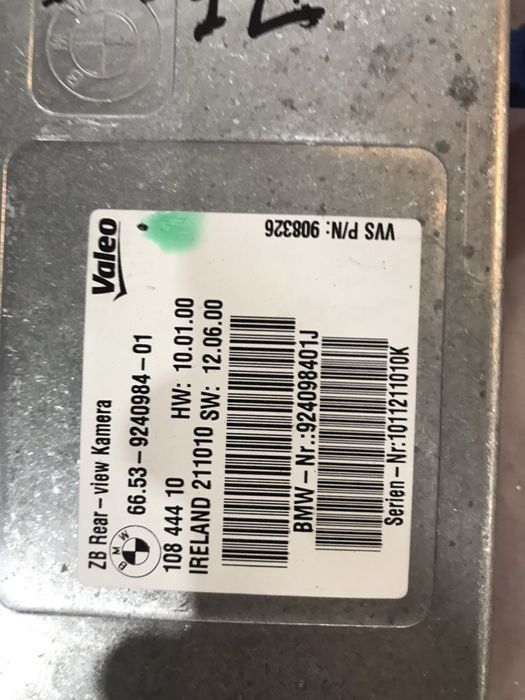 Valeo
ZB Rear-view Kamera
BMW
66.53-9240984-01
108 444 10 HW: 10.01.00
IRELAND 211010 SW: 12.06.00
BMW-Nr.:924098401J
Serien-Nr:1011211010K
VVS P/N: 908326